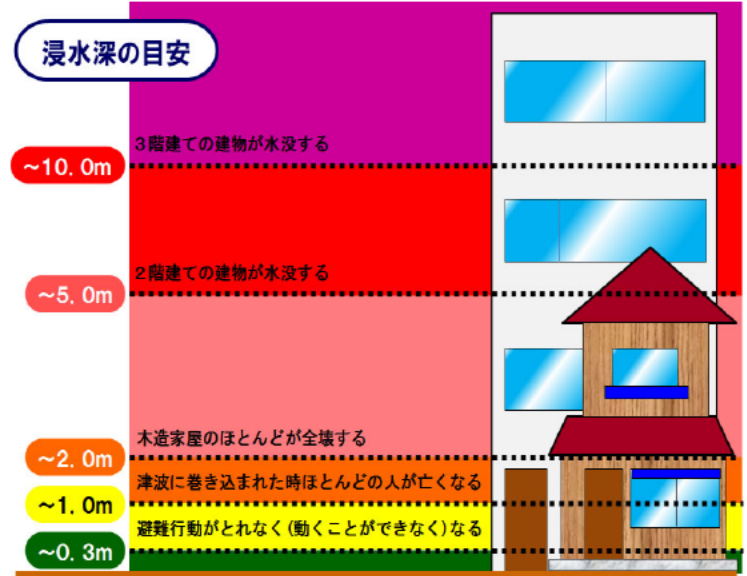 浸水深の目安
3階建ての建物が水没する
~10.0m
2階建ての建物が水没する
~5.0m
木造家屋のほとんどが全壊する
~2.0m
津波に巻き込まれた時ほとんどの人が亡くなる
~1.0m
避難行動がとれなく(動くことができなく)なる
~0.3m